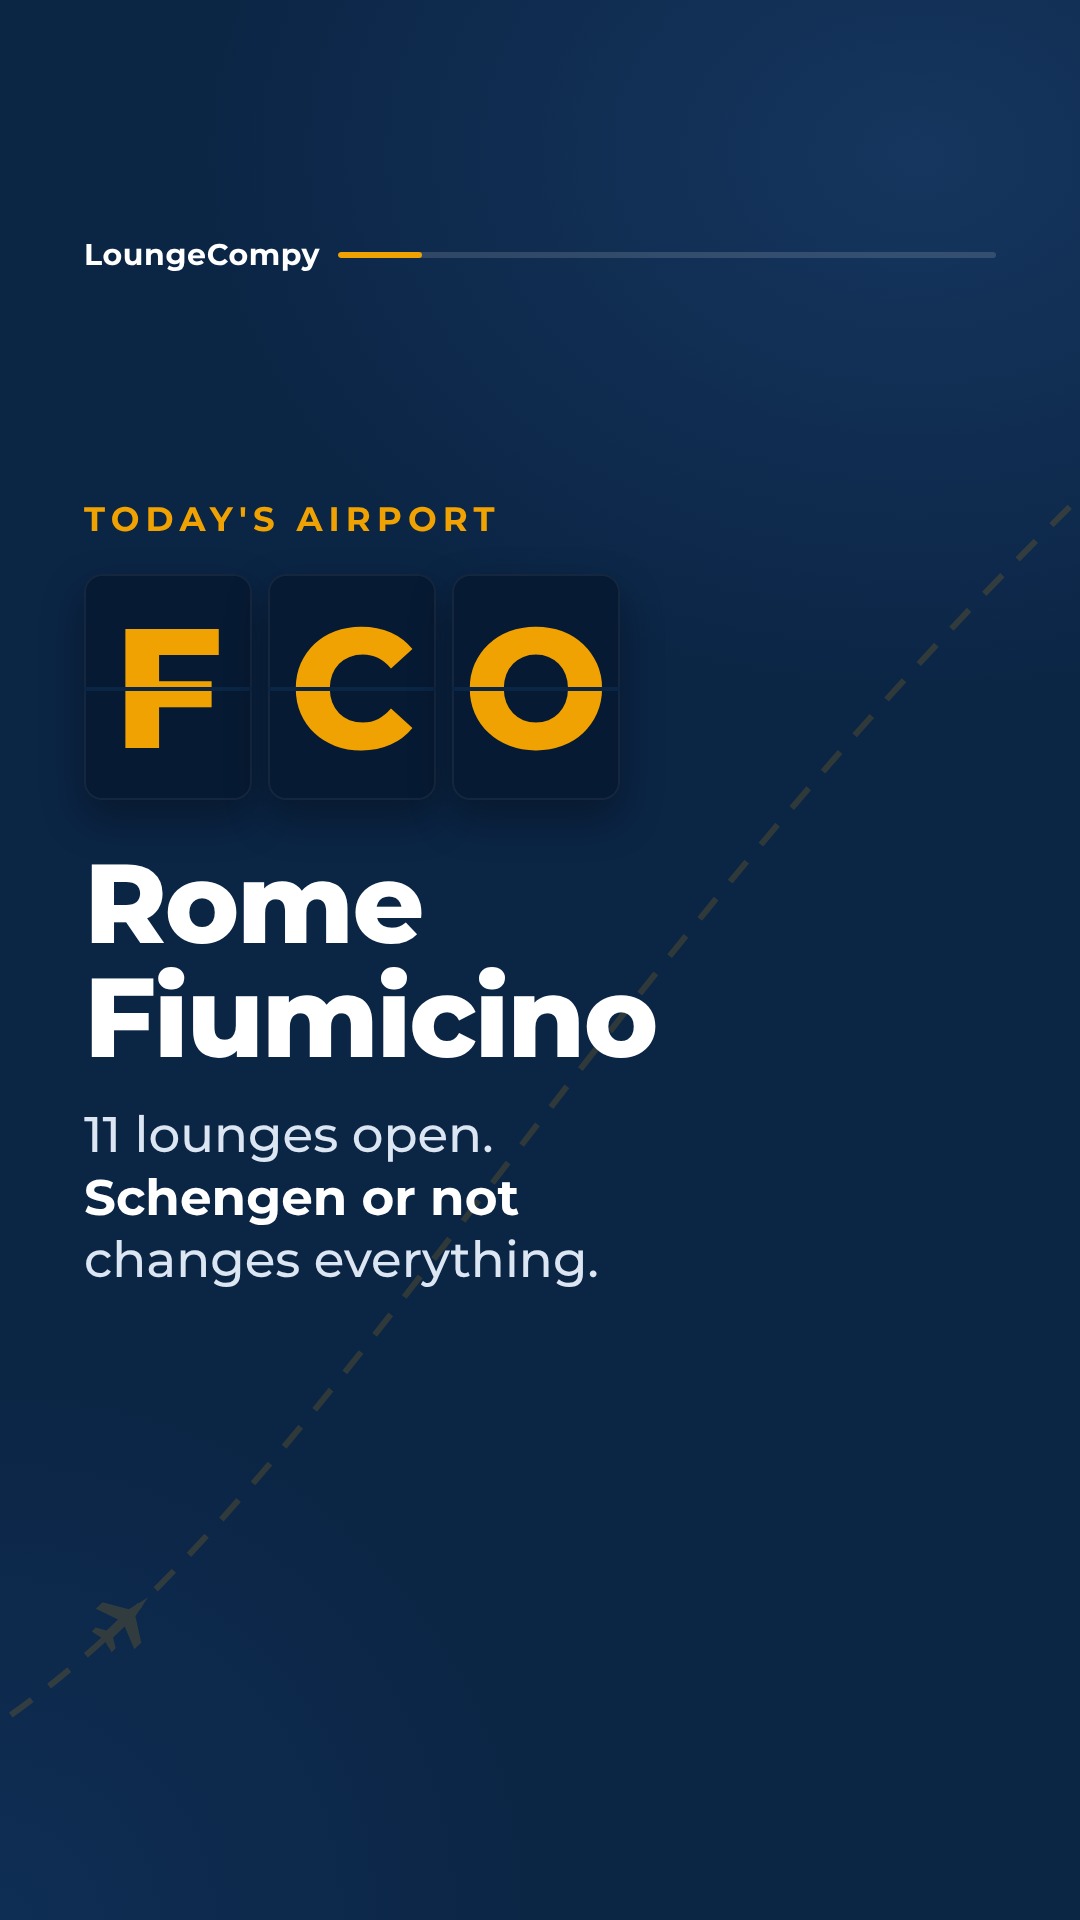 LoungeCompy
TODAY'S AIRPORT
FCO
Rome
Fiumicino
11 lounges open.
Schengen or not
changes everything.